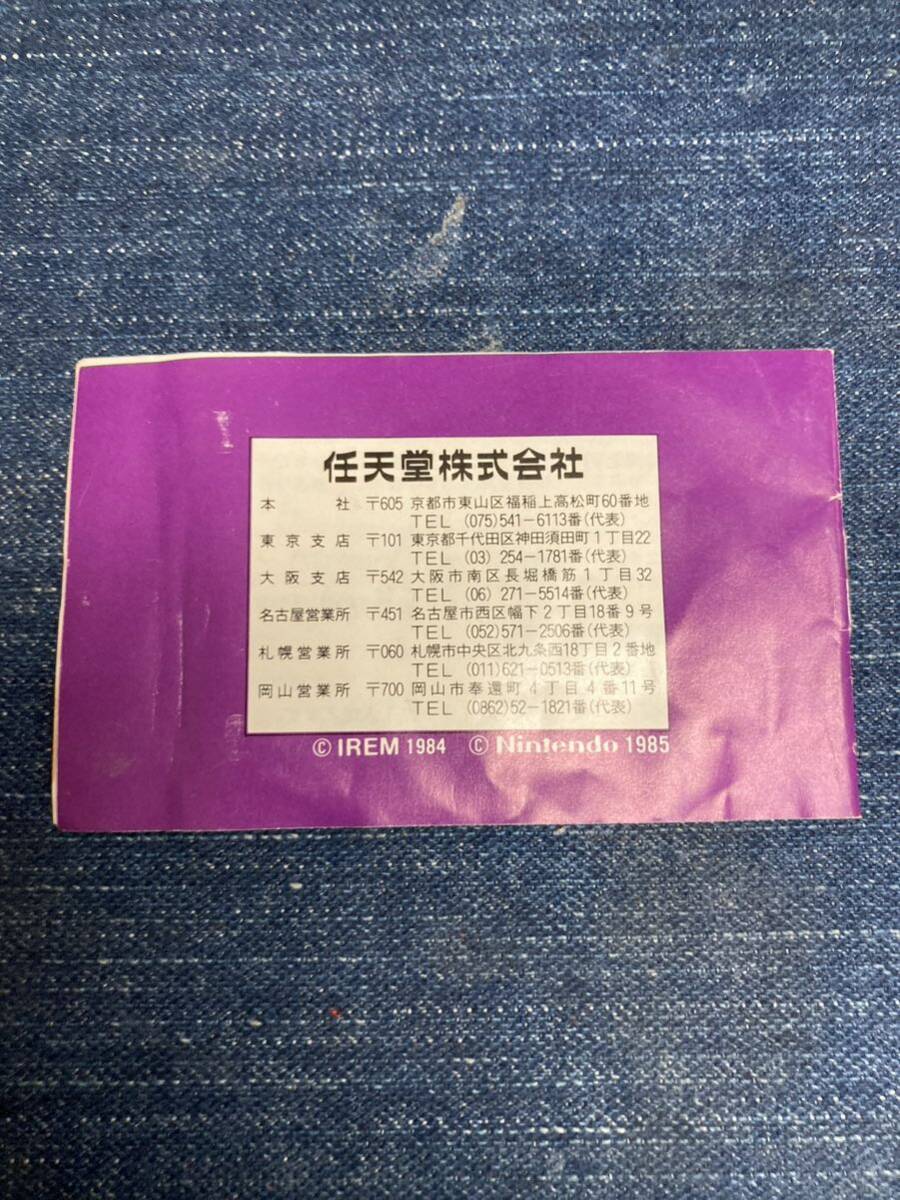 任天堂株式会社
本社 〒605 京都市東山区福稲上高松町60番地
TEL (075)541-6113番(代表)
東京支店 〒101 東京都千代田区神田須田町1丁目22
TEL (03) 254-1781番(代表)
大阪支店 〒542 大阪市南区長堀橋筋1丁目32
TEL (06) 271-5514番(代表)
名古屋営業所 〒451 名古屋市西区幅下2丁目18番9号
TEL (052)571-2506番(代表)
札幌営業所 〒060 札幌市中央区北九条西18丁目2番地
TEL (011)621-0513番(代表)
岡山営業所 〒700 岡山市奉還町4丁目4番11号
TEL (0862)52-1821番(代表)
© IREM 1984 © Nintendo 1985